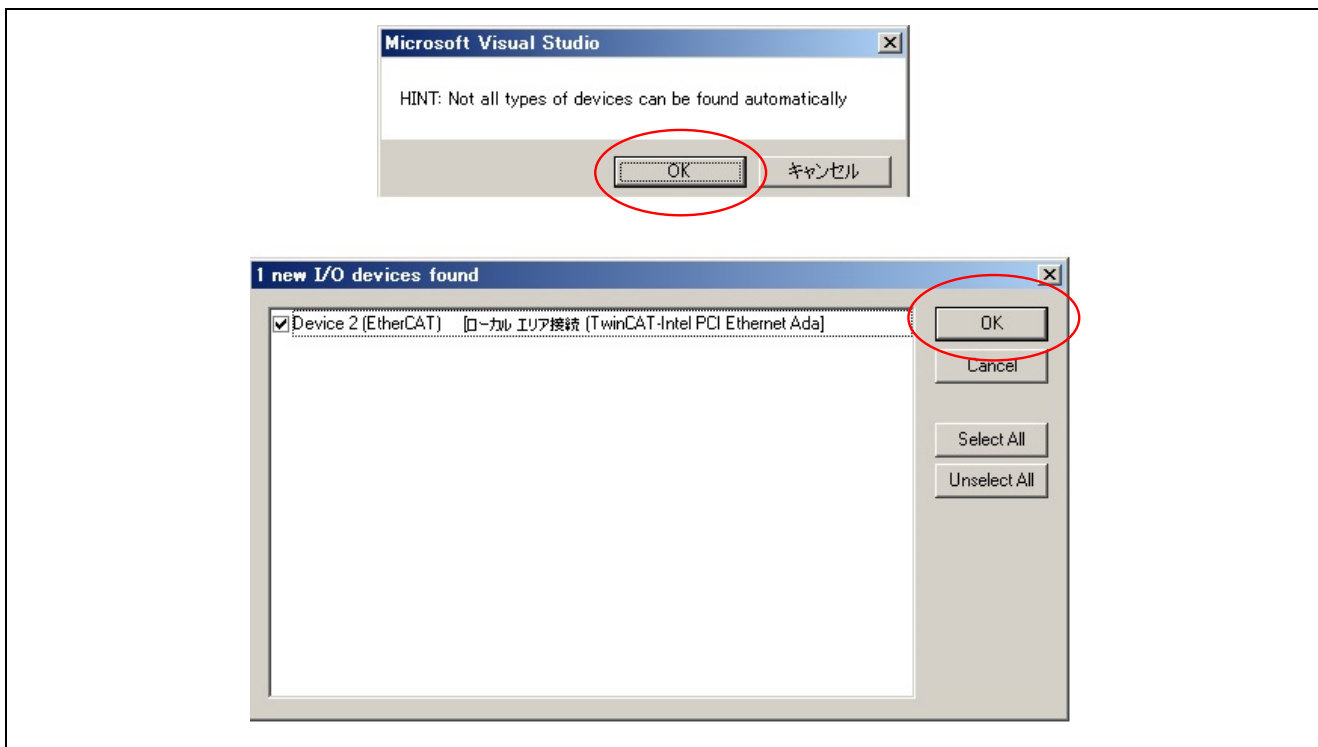 Microsoft Visual Studio
HINT: Not all types of devices can be found automatically
OK
キャンセル
1 new I/O devices found
Device 2 (EtherCAT) [ローカル エリア接続 (TwinCAT-Intel PCI Ethernet Ada]
OK
Cancel
Select All
Unselect All